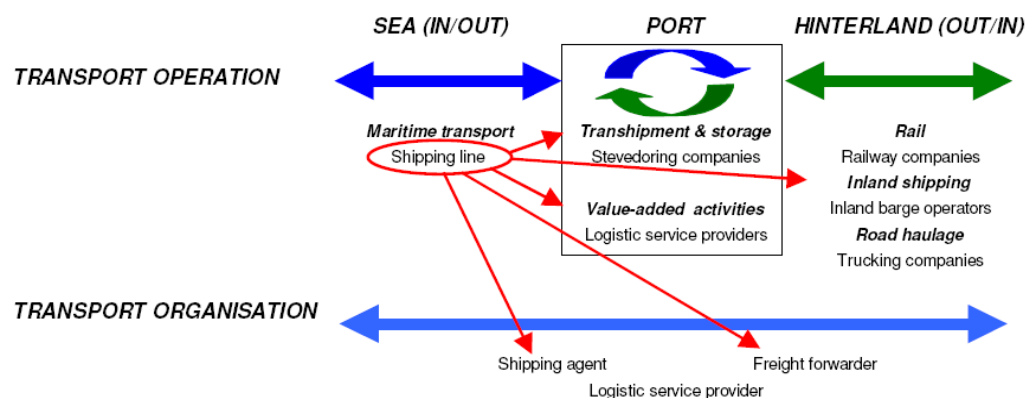 SEA (IN/OUT) PORT HINTERLAND (OUT/IN)
TRANSPORT OPERATION
Maritime transport Transhipment & storage Rail
Shipping line Stevedoring companies Railway companies
Inland shipping
Value-added activities Inland barge operators
Logistic service providers Road haulage
Trucking companies
TRANSPORT ORGANISATION
Shipping agent Freight forwarder
Logistic service provider